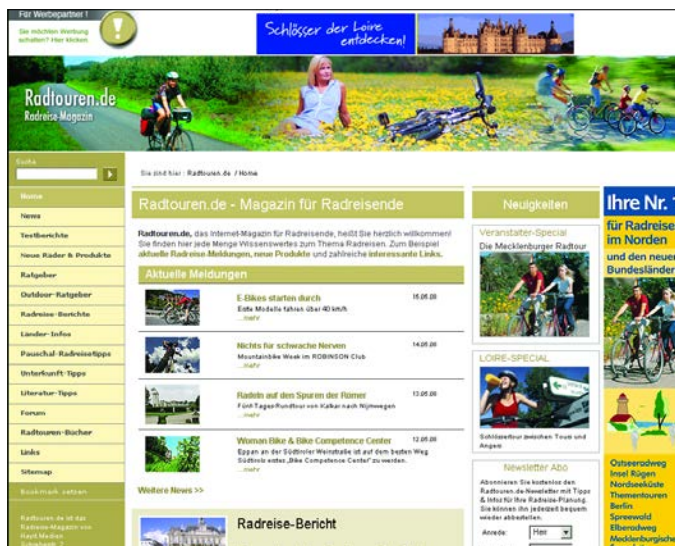 Für Werbepartner !
Sie möchten Werbung
schalten? Hier klicken.
Schlösser der Loire
entdecken!
Radtouren.de
Radreise-Magazin
Suche
Sie sind hier: Radtouren.de / Home
Home
News
Testberichte
Neue Räder & Produkte
Ratgeber
Outdoor-Ratgeber
Radreise-Berichte
Länder-Infos
Pauschal-Radreisetipps
Unterkunft-Tipps
Literatur-Tipps
Forum
Radtouren-Bücher
Links
Sitemap
Bookmark setzen
Radtouren.de ist das
Radreise-Magazin von
Radtouren.de - Magazin für Radreisende
Radtouren.de, das Internet-Magazin für Radreisende, heißt Sie herzlich willkommen!
Sie finden hier jede Menge Wissenswertes zum Thema Radreisen. Zum Beispiel
aktuelle Radreise-Meldungen, neue Produkte und zahlreiche interessante Links.
Aktuelle Meldungen
E-Bikes starten durch 15.05.08
Erste Modelle fahren über 40 km/h
...mehr
Nichts für schwache Nerven 14.05.08
Mountainbike Week im ROBINSON Club
...mehr
Radeln auf den Spuren der Römer 13.05.08
Fünf-Tages-Rundtour von Kalkar nach Nijmwegen
...mehr
Woman Bike & Bike Competence Center 12.05.08
Eppan an der Südtiroler Weinstraße ist auf dem besten Weg
Südtirols erstes „Bike Competence Center“ zu werden.
...mehr
Weitere News >>
Radreise-Bericht
Neuigkeiten
Veranstalter-Special
Die Mecklenburger Radtour
LOIRE-SPECIAL
Schlössertour zwischen Tours und
Angers
Newsletter Abo
Abonnieren Sie kostenlos den
Radtouren.de-Newsletter mit Tipps
& Infos für Ihre Radreise-Planung.
Sie können ihn jederzeit bequem
wieder abbestellen.
Anrede: Herr
Ihre Nr. 1
für Radreise
im Norden
und den neuen
Bundesländer
Ostseeradweg
Insel Rügen
Nordseeküste
Thementouren
Berlin
Spreewald
Elberadweg
Mecklenburgische